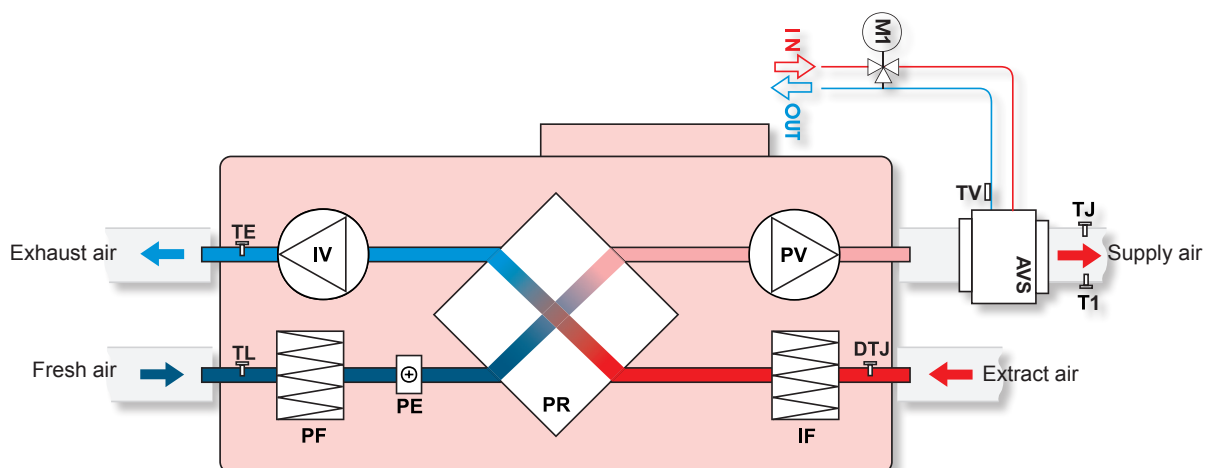 M1
IN
OUT
TV
TJ
Exhaust air
TE
IV
PV
AVS
Supply air
T1
Fresh air
TL
DTJ
Extract air
PE
PR
PF
IF